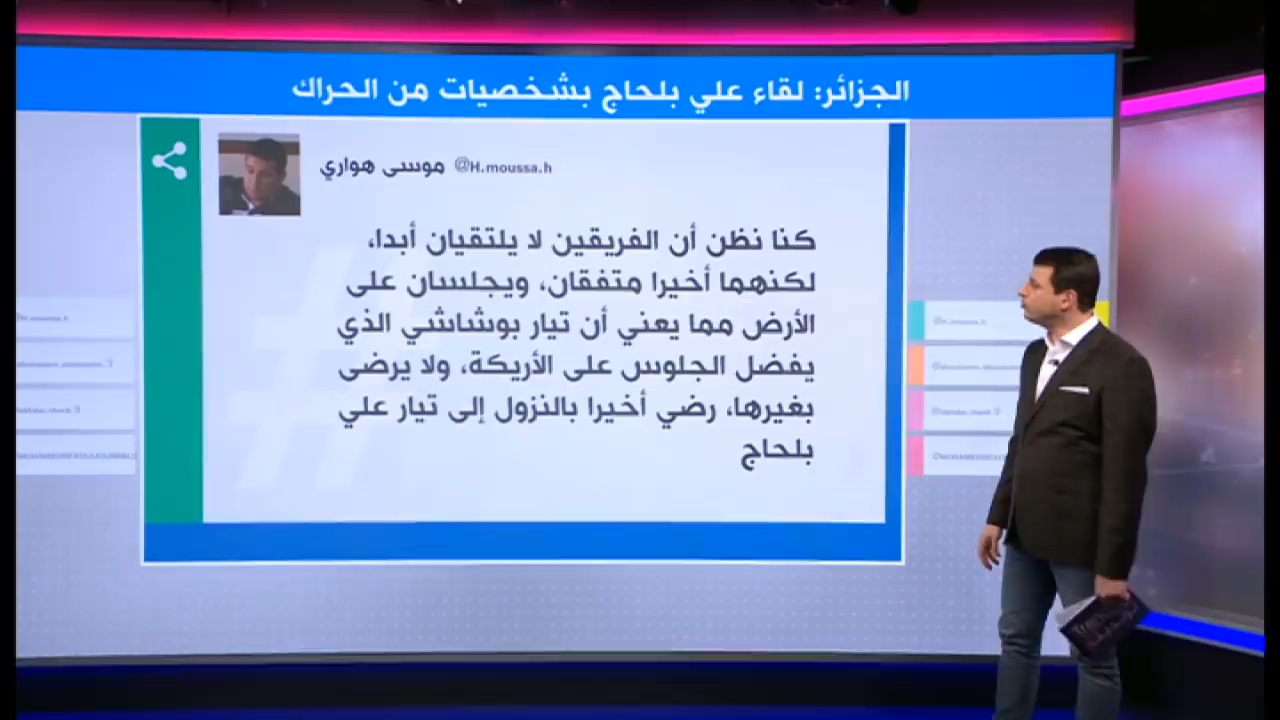 الجزائر: لقاء علي بلحاج بشخصيات من الحراك
موسى هواري @H.moussa.h
كنا نظن أن الفريقين لا يلتقيان أبدا،
لكنهما أخيرا متفقان، ويجلسان على
الأرض مما يعني أن تيار بوشاشي الذي
يفضل الجلوس على الأريكة، ولا يرضى
بغيرها، رضي أخيرا بالنزول إلى تيار علي
بلحاج
@H.moussa.h